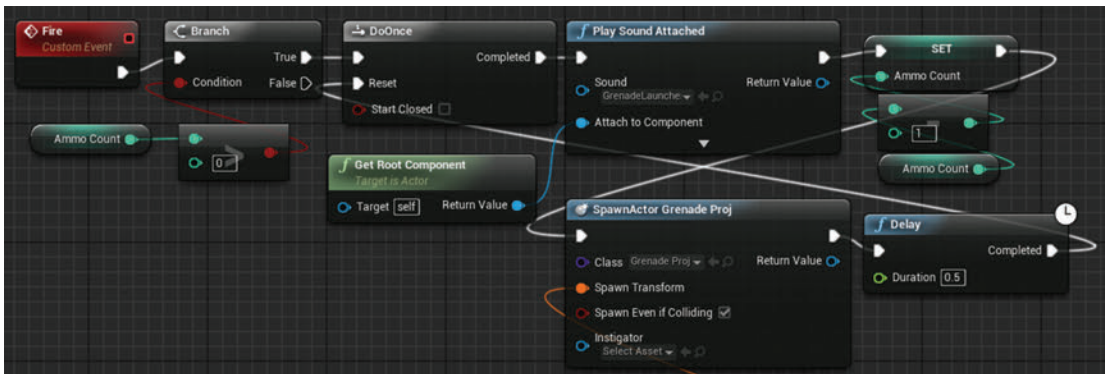 Fire
Custom Event
Branch
True
Condition
False
DoOnce
Completed
Reset
Start Closed
Play Sound Attached
Sound
Return Value
GrenadeLaunche
Attach to Component
SET
Ammo Count
1
Ammo Count
Ammo Count
0
>
Get Root Component
Target is Actor
Target self
Return Value
SpawnActor Grenade Proj
Class Grenade Proj
Return Value
Spawn Transform
Spawn Even if Colliding
Instigator
Select Asset
Delay
Completed
Duration 0.5